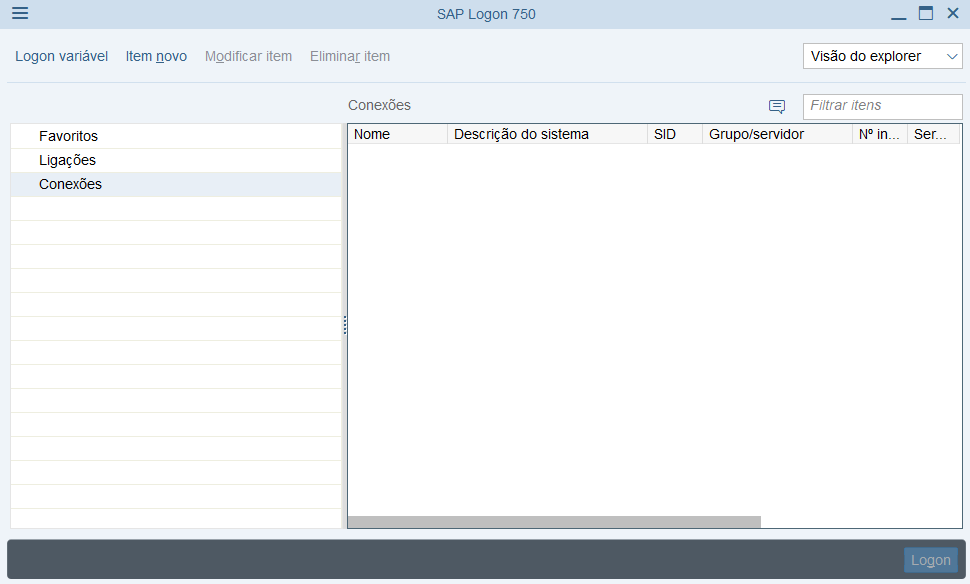 SAP Logon 750
Logon variável Item novo Modificar item Eliminar item Visão do explorer
Conexões Filtrar itens
Favoritos
Ligações
Conexões
Nome Descrição do sistema SID Grupo/servidor Nº in... Ser...
Logon